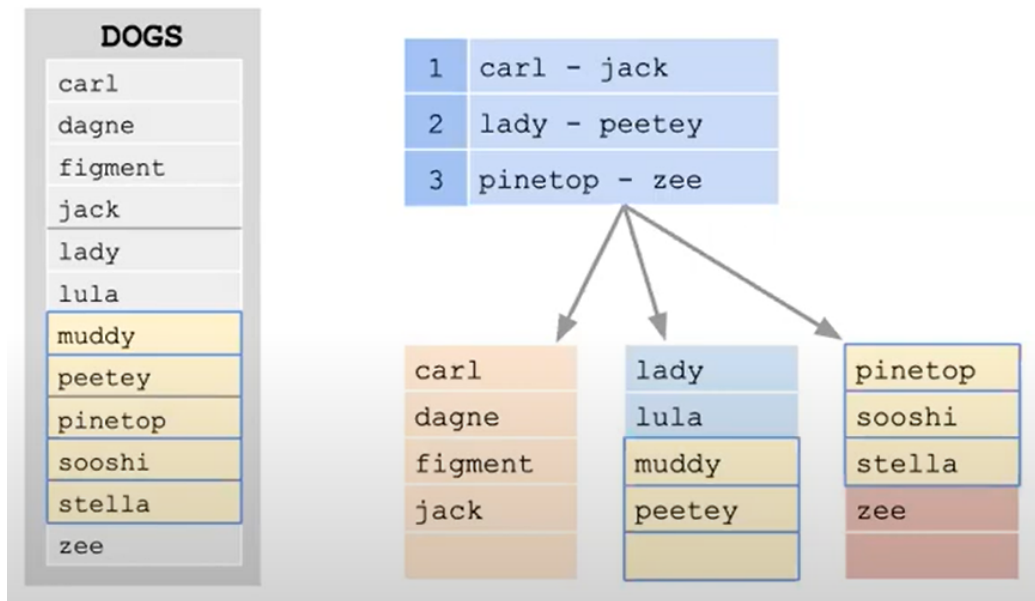 DOGS
carl
dagne
figment
jack
lady
lula
muddy
peetey
pinetop
sooshi
stella
zee
1 carl - jack
2 lady - peetey
3 pinetop - zee
carl
dagne
figment
jack
lady
lula
muddy
peetey
pinetop
sooshi
stella
zee